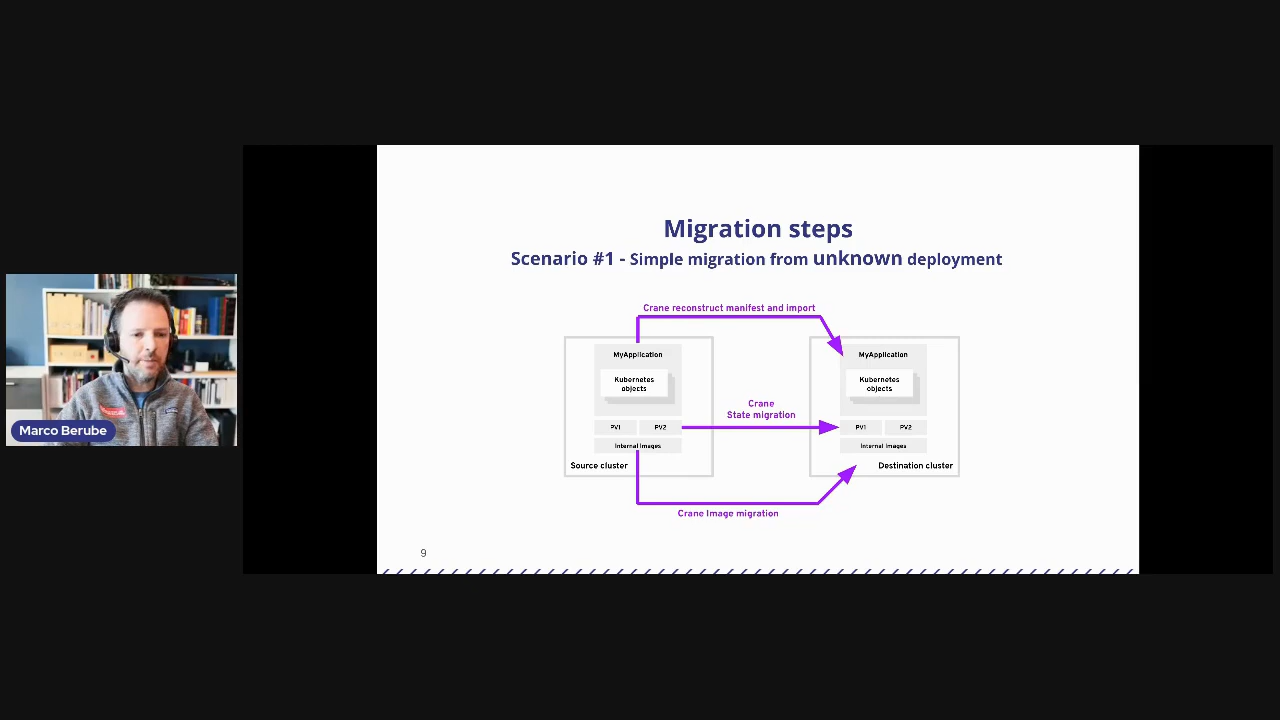 Migration steps
Scenario #1 - Simple migration from unknown deployment
Crane reconstruct manifest and import
MyApplication
Kubernetes
objects
PV1 PV2
Internal Images
Source cluster
Crane
State migration
MyApplication
Kubernetes
objects
PV1 PV2
Internal Images
Destination cluster
Crane Image migration
9
Marco Berube